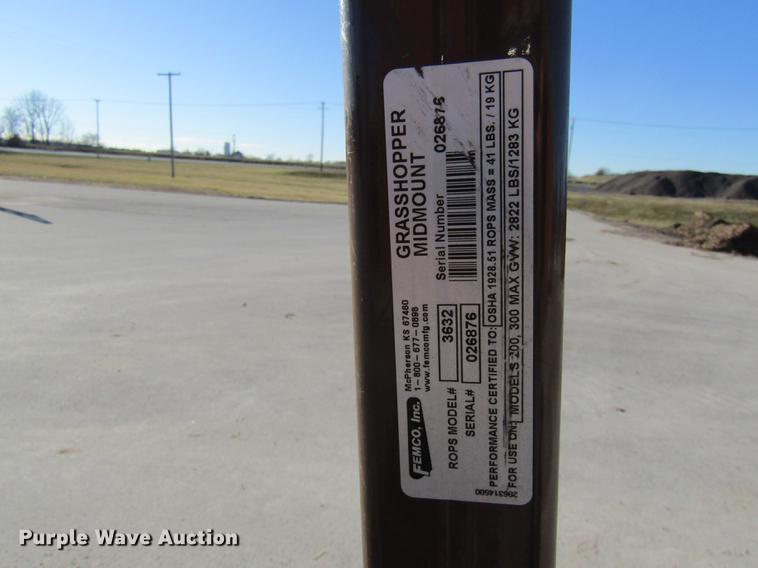 GRASSHOPPER
MIDMOUNT
Serial Number 026876
FEMCO, Inc.
McPherson KS 67460
1-800-677-0898
www.femcomfg.com
ROPS MODEL# 3632
SERIAL# 026876
PERFORMANCE CERTIFIED TO: OSHA 1928.51 ROPS MASS = 41 LBS. / 19 KG
FOR USE ON: MODELS 200, 300 MAX GVW: 2822 LBS/1283 KG
Purple Wave Auction